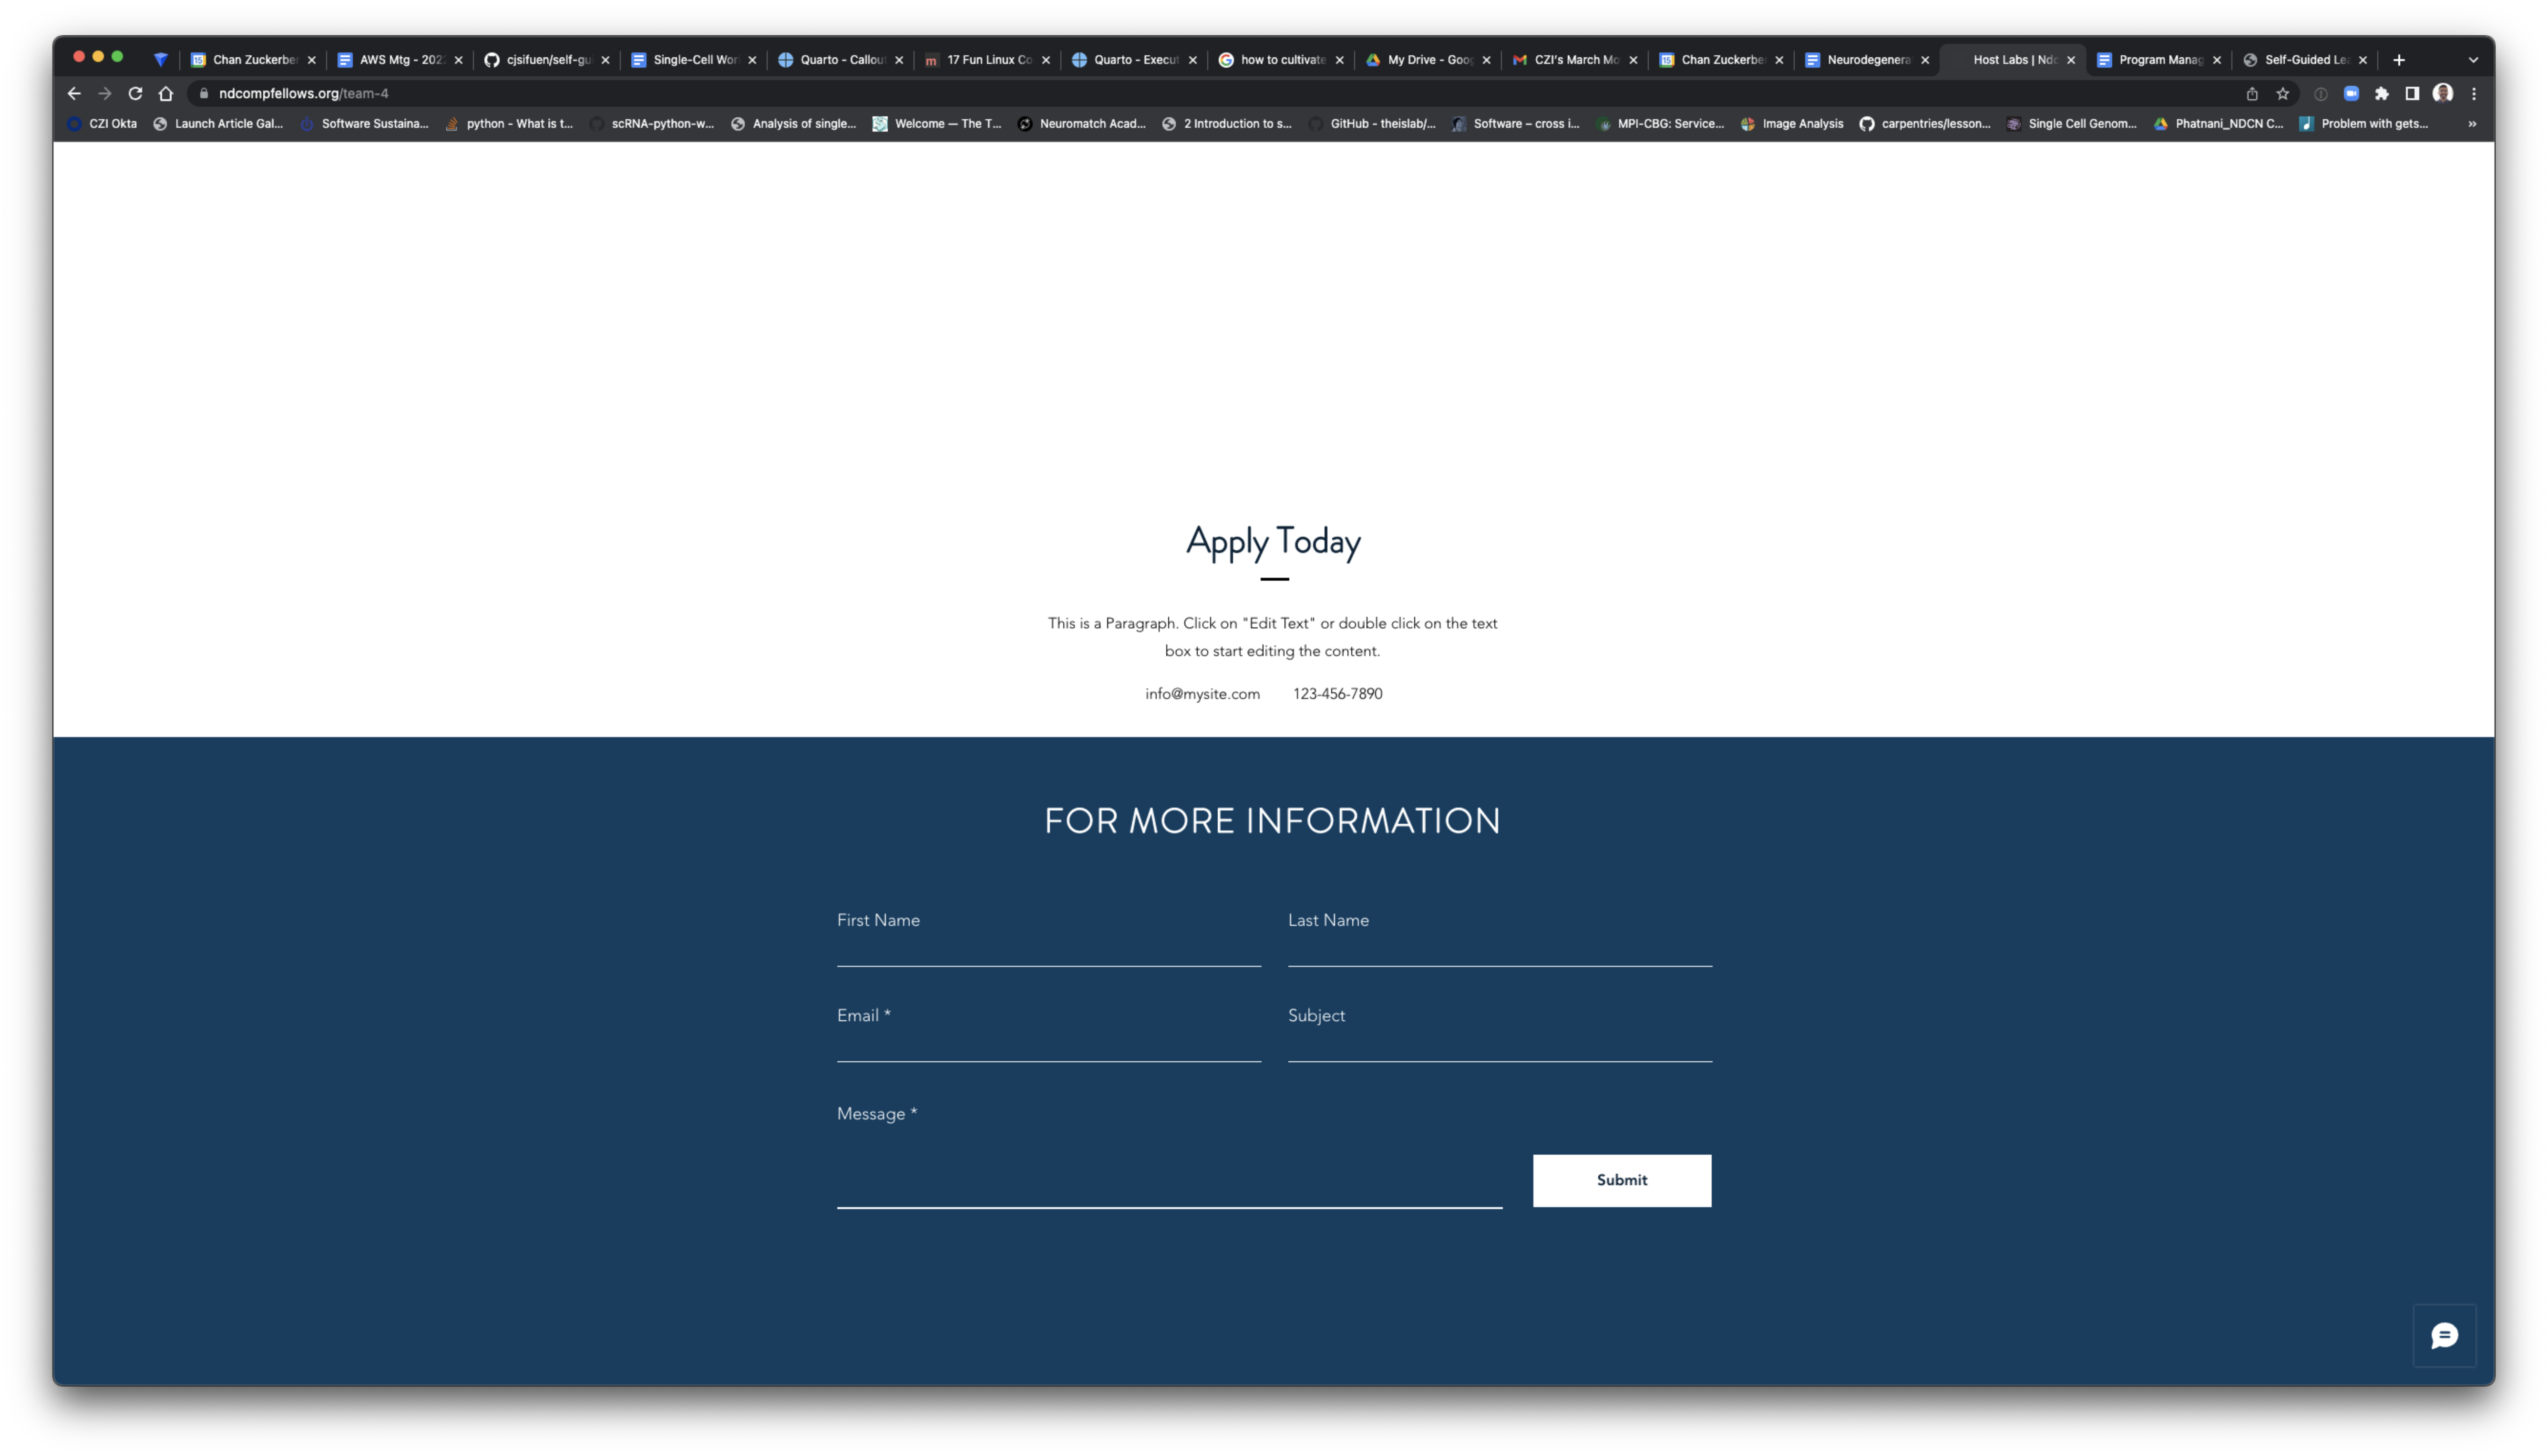 Chan Zuckerber
AWS Mtg - 202
cjsifuen/self-gu
Single-Cell Wor
Quarto - Callou
17 Fun Linux Co
Quarto - Execut
how to cultivate
My Drive - Goog
CZI's March Mo
Chan Zuckerbe
Neurodegenera
Host Labs | Ndc
Program Manag
Self-Guided Le
ndcompfellows.org/team-4
CZI Okta
Launch Article Gal...
Software Sustaina...
python - What is t...
scRNA-python-w...
Analysis of single...
Welcome — The T...
Neuromatch Acad...
2 Introduction to s...
GitHub - theislab/...
Software – cross i...
MPI-CBG: Service...
Image Analysis
carpentries/lesson...
Single Cell Genom...
Phatnani_NDCN C...
Problem with gets...
Apply Today
This is a Paragraph. Click on "Edit Text" or double click on the text
box to start editing the content.
info@mysite.com 123-456-7890
FOR MORE INFORMATION
First Name Last Name
Email * Subject
Message *
Submit